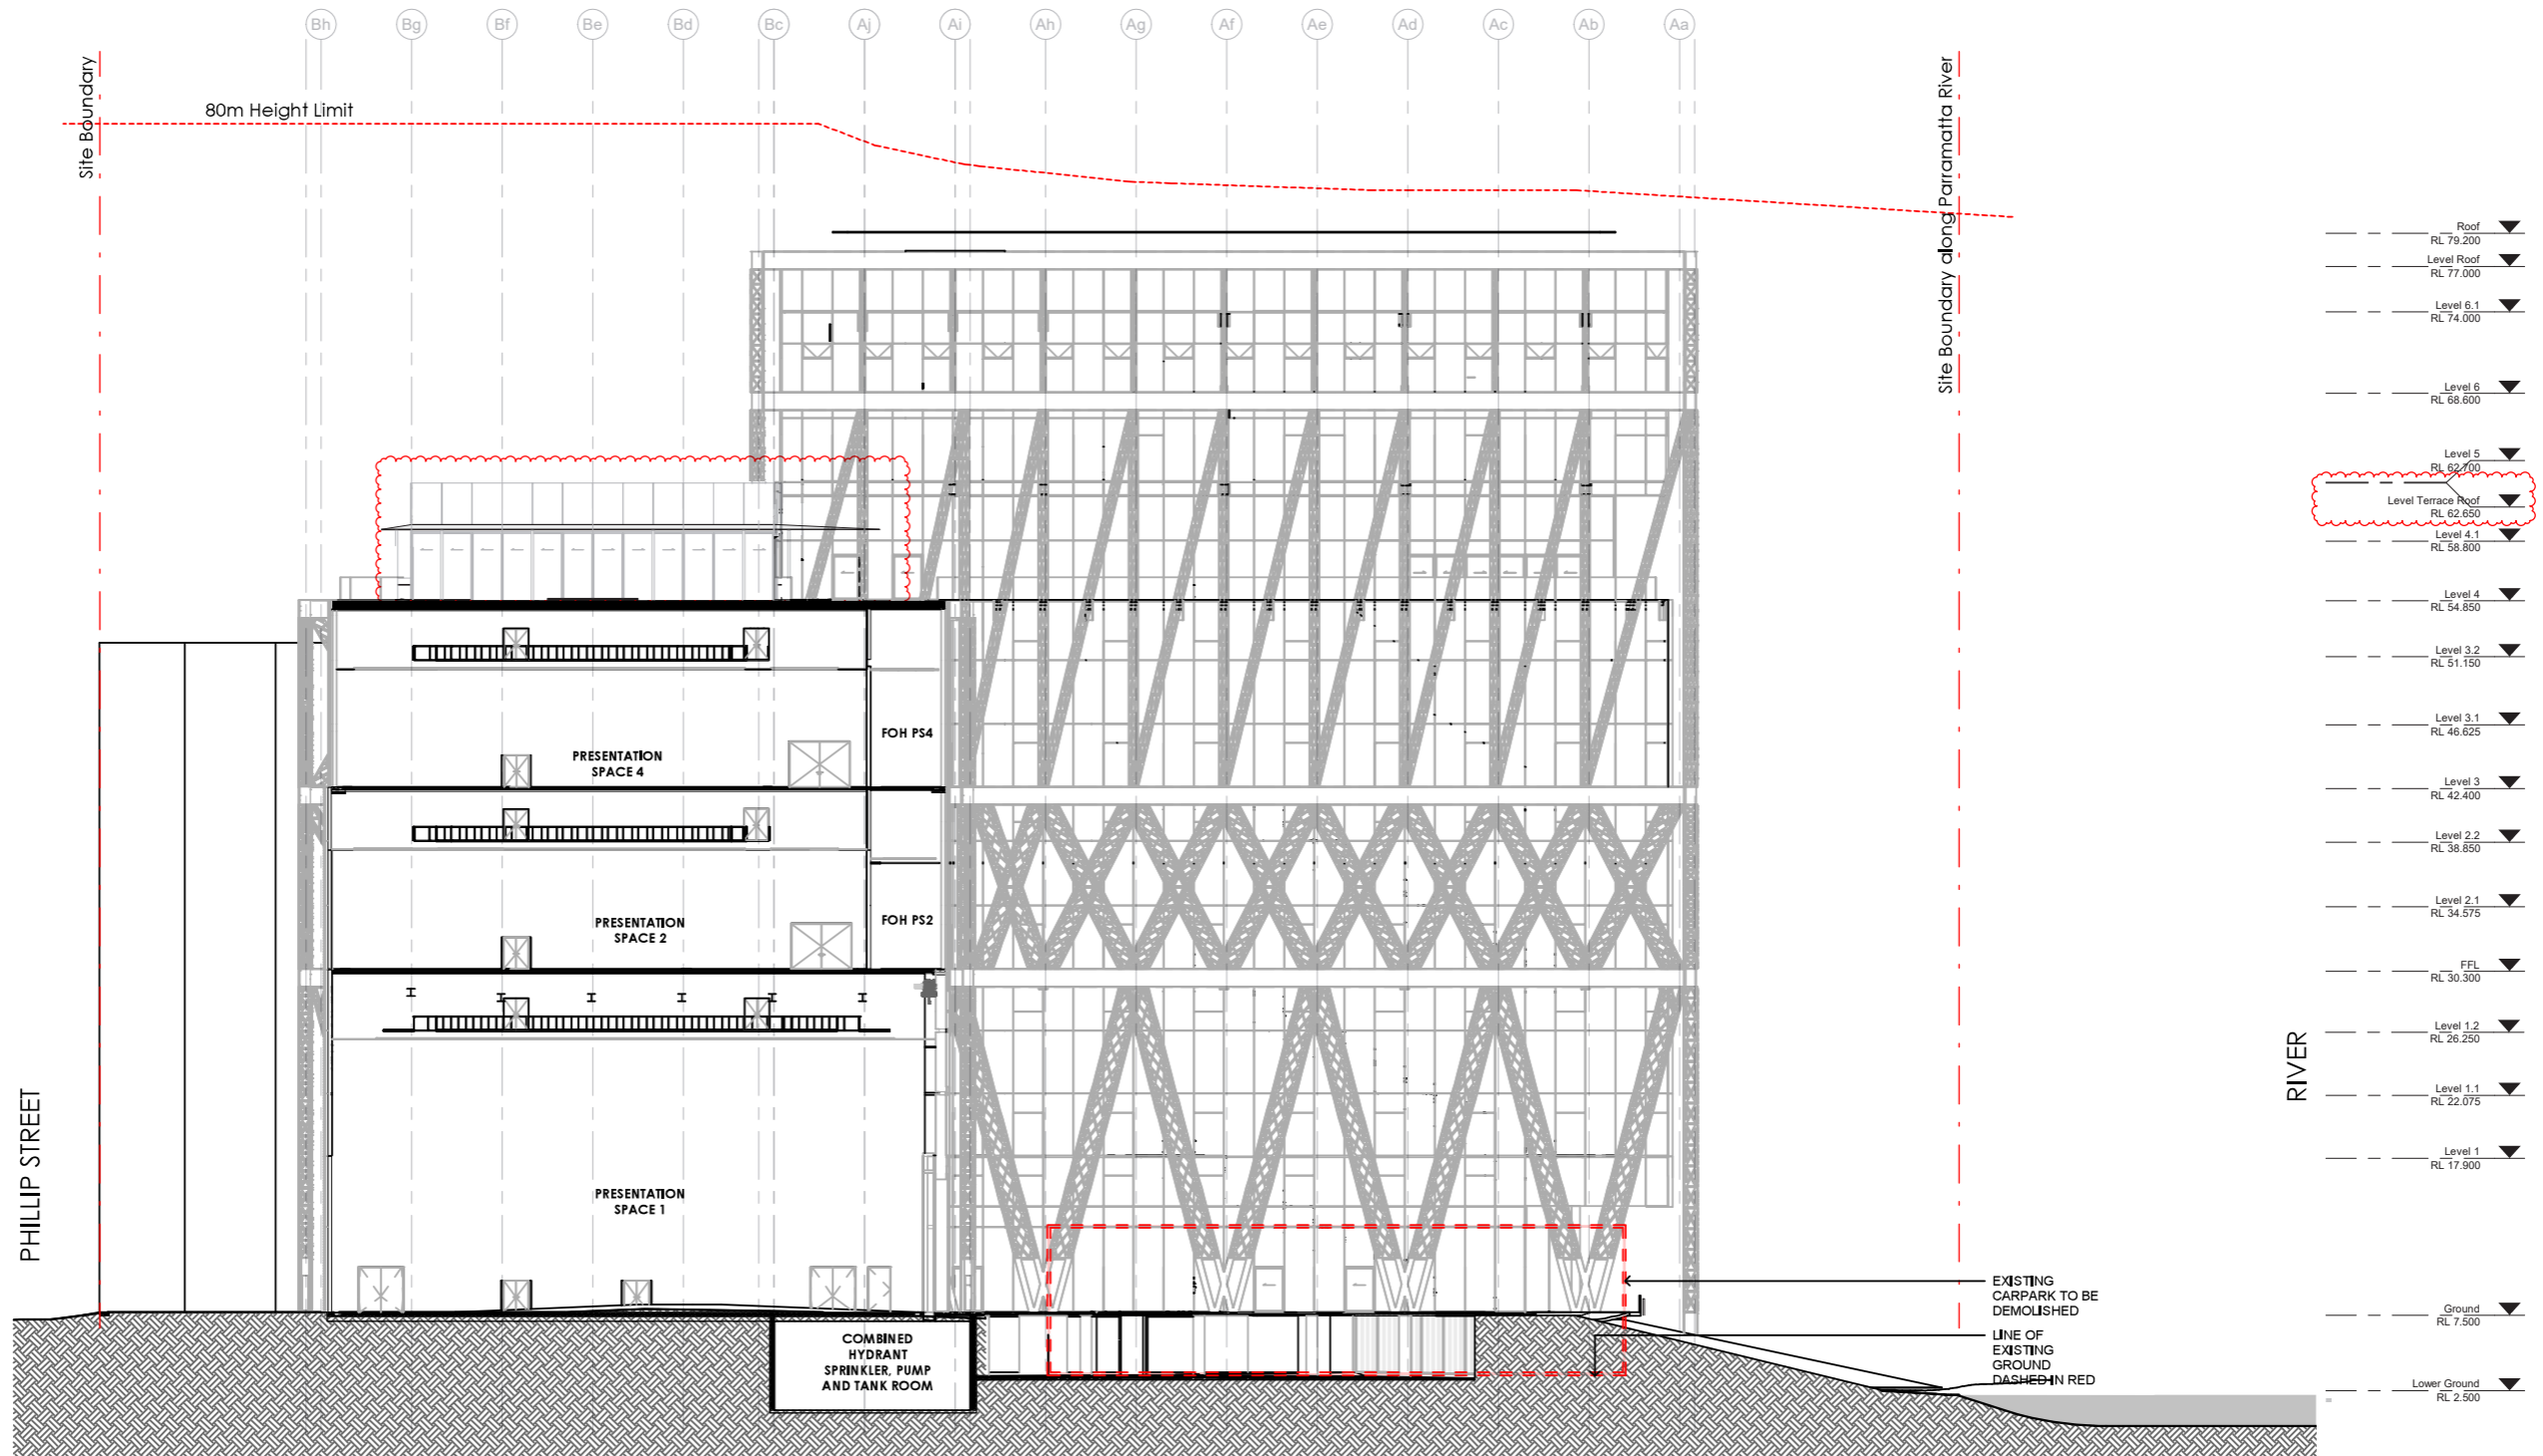 Bh
Bg
Bf
Be
Bd
Bc
Aj
Ai
Ah
Ag
Af
Ae
Ad
Ac
Ab
Aa
Site Boundary
80m Height Limit
Site Boundary along Parramatta River
Roof
RL 79.200
Level Roof
RL 77.000
Level 6.1
RL 74.000
Level 6
RL 68.600
Level 5
RL 62.700
Level Terrace Roof
RL 62.650
Level 4.1
RL 58.800
Level 4
RL 54.850
Level 3.2
RL 51.150
Level 3.1
RL 46.625
Level 3
RL 42.400
Level 2.2
RL 38.850
Level 2.1
RL 34.575
FFL
RL 30.300
Level 1.2
RL 26.250
Level 1.1
RL 22.075
Level 1
RL 17.900
Ground
RL 7.500
Lower Ground
RL 2.500
FOH PS4
PRESENTATION
SPACE 4
FOH PS2
PRESENTATION
SPACE 2
PRESENTATION
SPACE 1
PHILLIP STREET
RIVER
COMBINED
HYDRANT
SPRINKLER, PUMP
AND TANK ROOM
EXISTING
CARPARK TO BE
DEMOLISHED
LINE OF
EXISTING
GROUND
DASHED IN RED